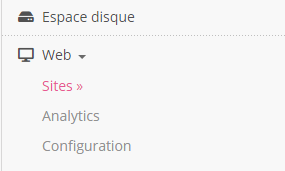 Espace disque
Web
Sites »
Analytics
Configuration